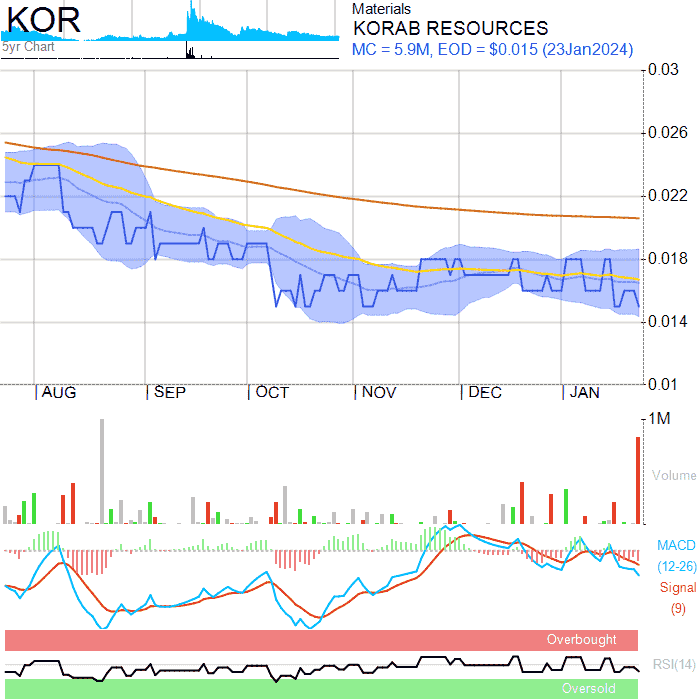 KOR
5yr Chart
Materials
KORAB RESOURCES
MC = 5.9M, EOD = $0.015 (23Jan2024)
0.03
0.026
0.022
0.018
0.014
0.01
AUG SEP OCT NOV DEC JAN
1M
Volume
MACD
(12-26)
Signal
(9)
Overbought
RSI(14)
Oversold